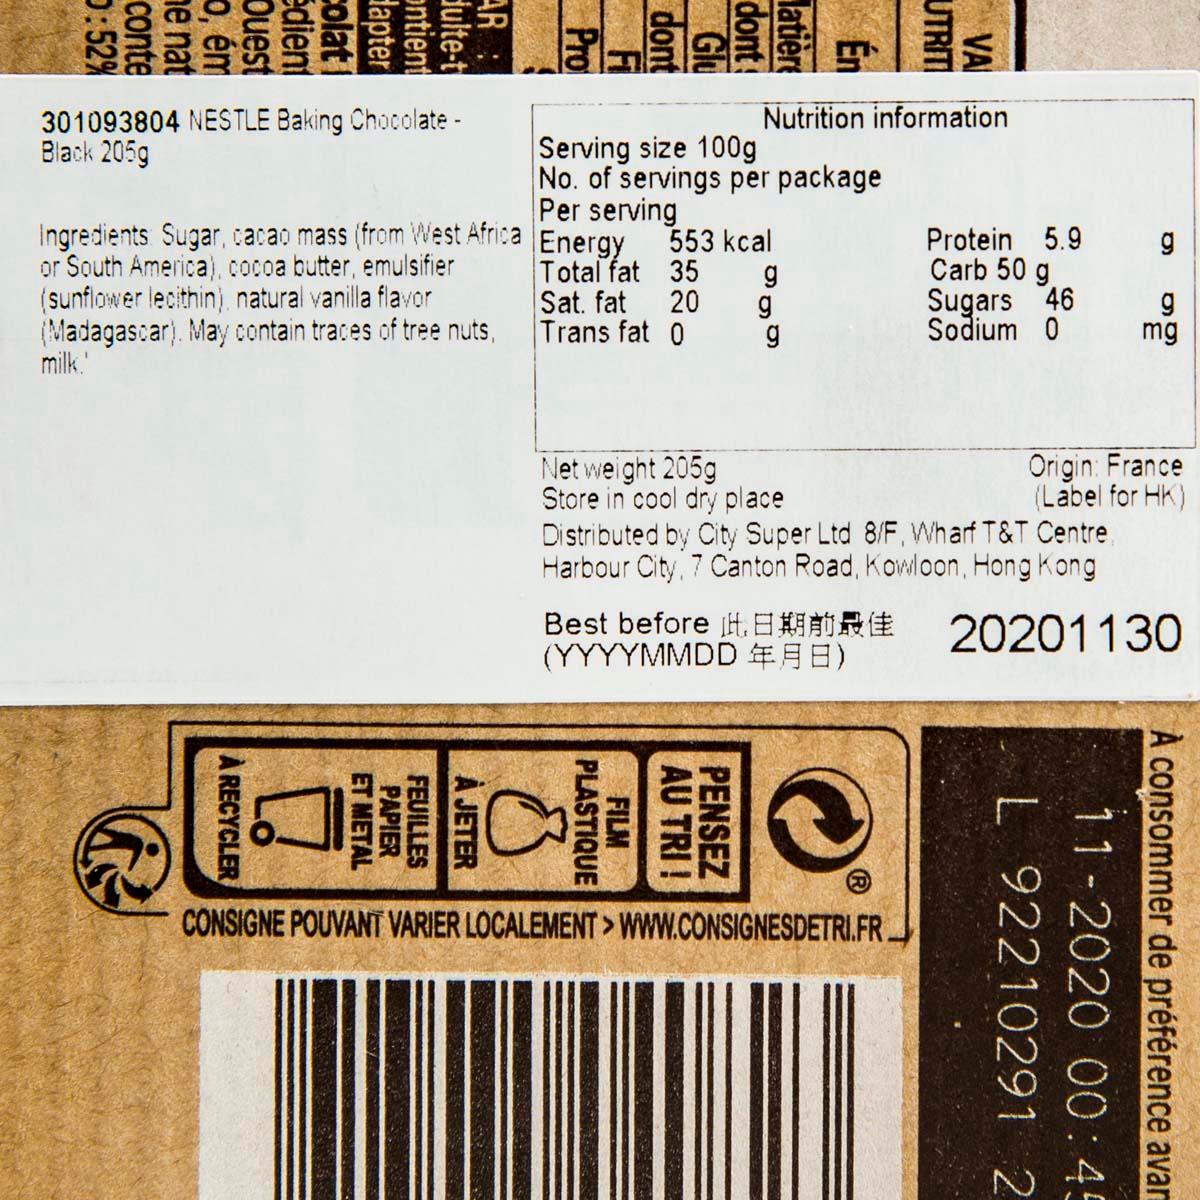 301093804 NESTLE Baking Chocolate -
Black 205g
Ingredients: Sugar, cacao mass (from West Africa
or South America), cocoa butter, emulsifier
(sunflower lecithin), natural vanilla flavor
(Madagascar). May contain traces of tree nuts,
milk.'
Nutrition information
Serving size 100g
No. of servings per package
Per serving
Energy 553 kcal Protein 5.9 g
Total fat 35 g Carb 50 g
Sat. fat 20 g Sugars 46 g
Trans fat 0 g Sodium 0 mg
Net weight 205g Origin: France
Store in cool dry place (Label for HK)
Distributed by City Super Ltd 8/F, Wharf T&T Centre,
Harbour City, 7 Canton Road, Kowloon, Hong Kong
Best before 此日期前最佳 20201130
(YYYYMMDD 年月日)
PENSEZ
AU TRI !
FILM
PLASTIQUE
À JETER
FEUILLES
PAPIER
ET METAL
À RECYCLER
®
CONSIGNE POUVANT VARIER LOCALEMENT > WWW.CONSIGNESDETRI.FR
À consommer de préférence
11-2020 00:4
L 92210291 2